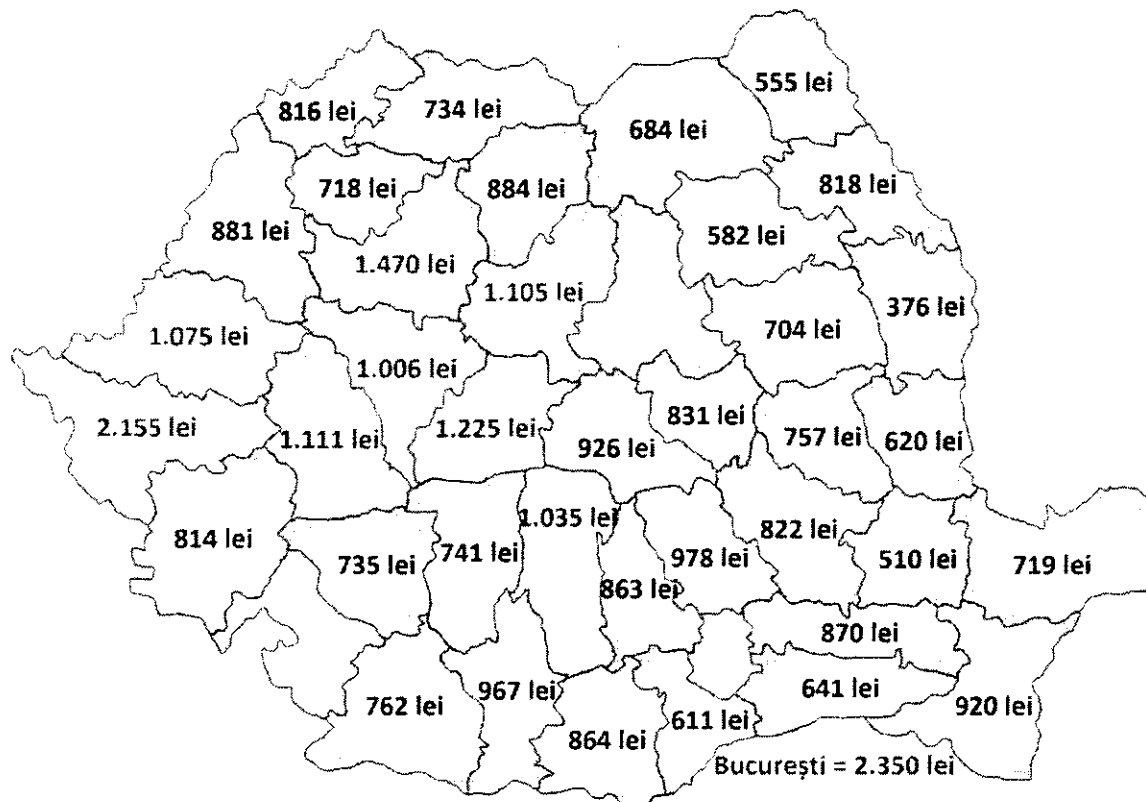 555 lei
816 lei
734 lei
684 lei
718 lei
884 lei
818 lei
881 lei
582 lei
1.470 lei
1.105 lei
376 lei
1.075 lei
704 lei
1.006 lei
2.155 lei
1.111 lei
1.225 lei
831 lei
926 lei
757 lei
620 lei
1.035 lei
814 lei
735 lei
741 lei
978 lei
822 lei
510 lei
719 lei
863 lei
870 lei
967 lei
762 lei
641 lei
611 lei
920 lei
864 lei
București = 2.350 lei